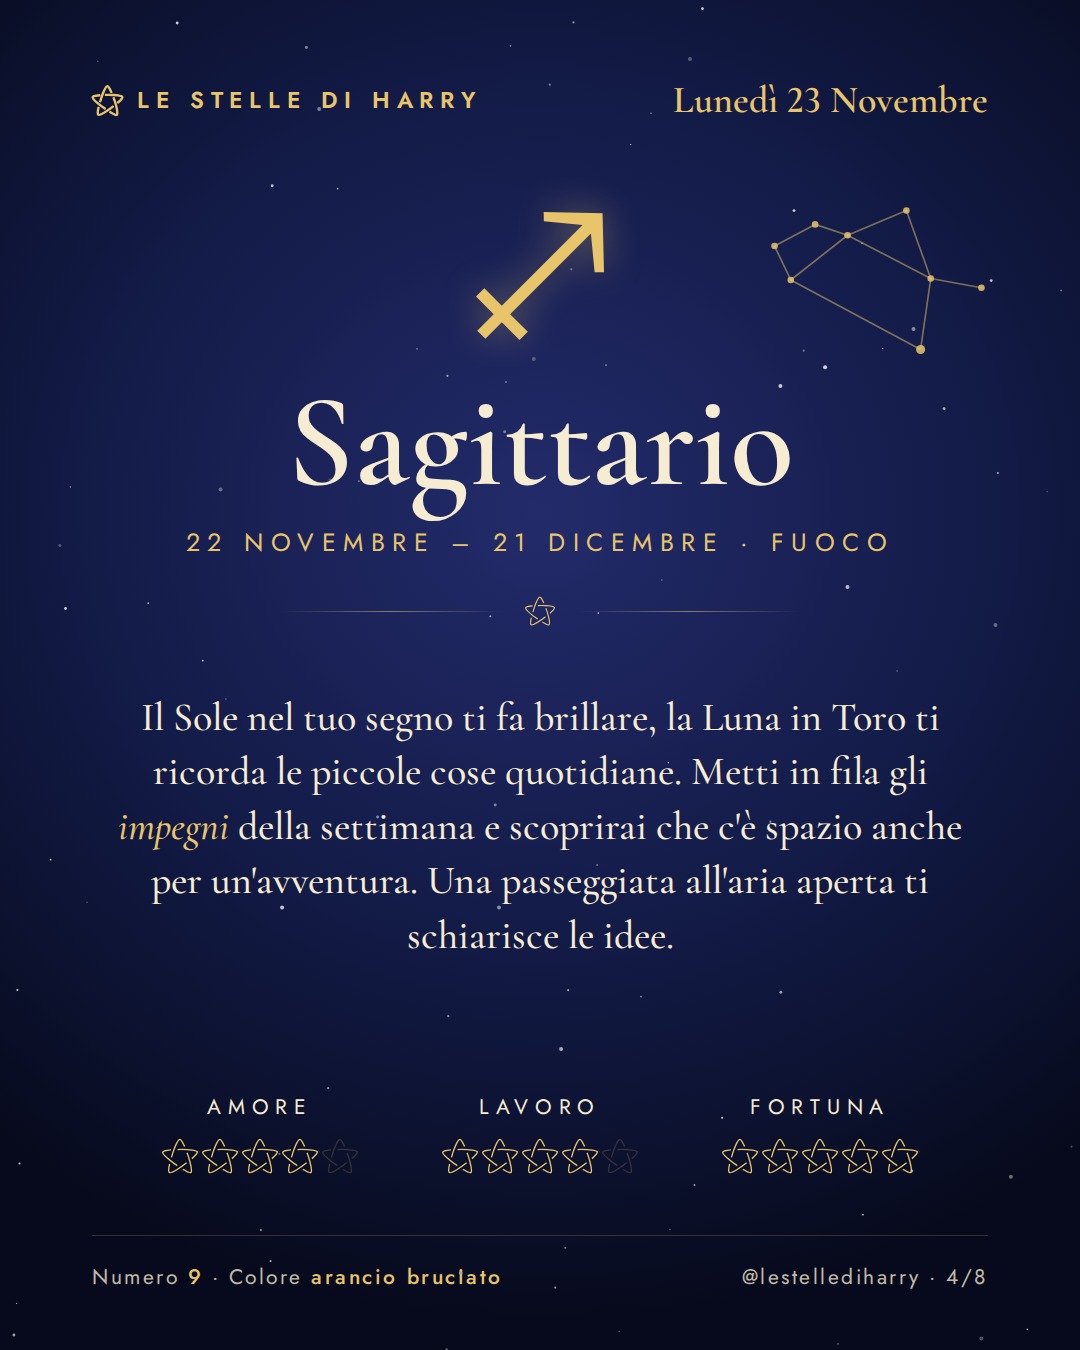 LE STELLE DI HARRY
Lunedì 23 Novembre
Sagittario
22 NOVEMBRE – 21 DICEMBRE · FUOCO
Il Sole nel tuo segno ti fa brillare, la Luna in Toro ti
ricorda le piccole cose quotidiane. Metti in fila gli
impegni della settimana e scoprirai che c'è spazio anche
per un'avventura. Una passeggiata all'aria aperta ti
schiarisce le idee.
AMORE
LAVORO
FORTUNA
Numero 9 · Colore arancio bruciato
@lestellediharry · 4/8